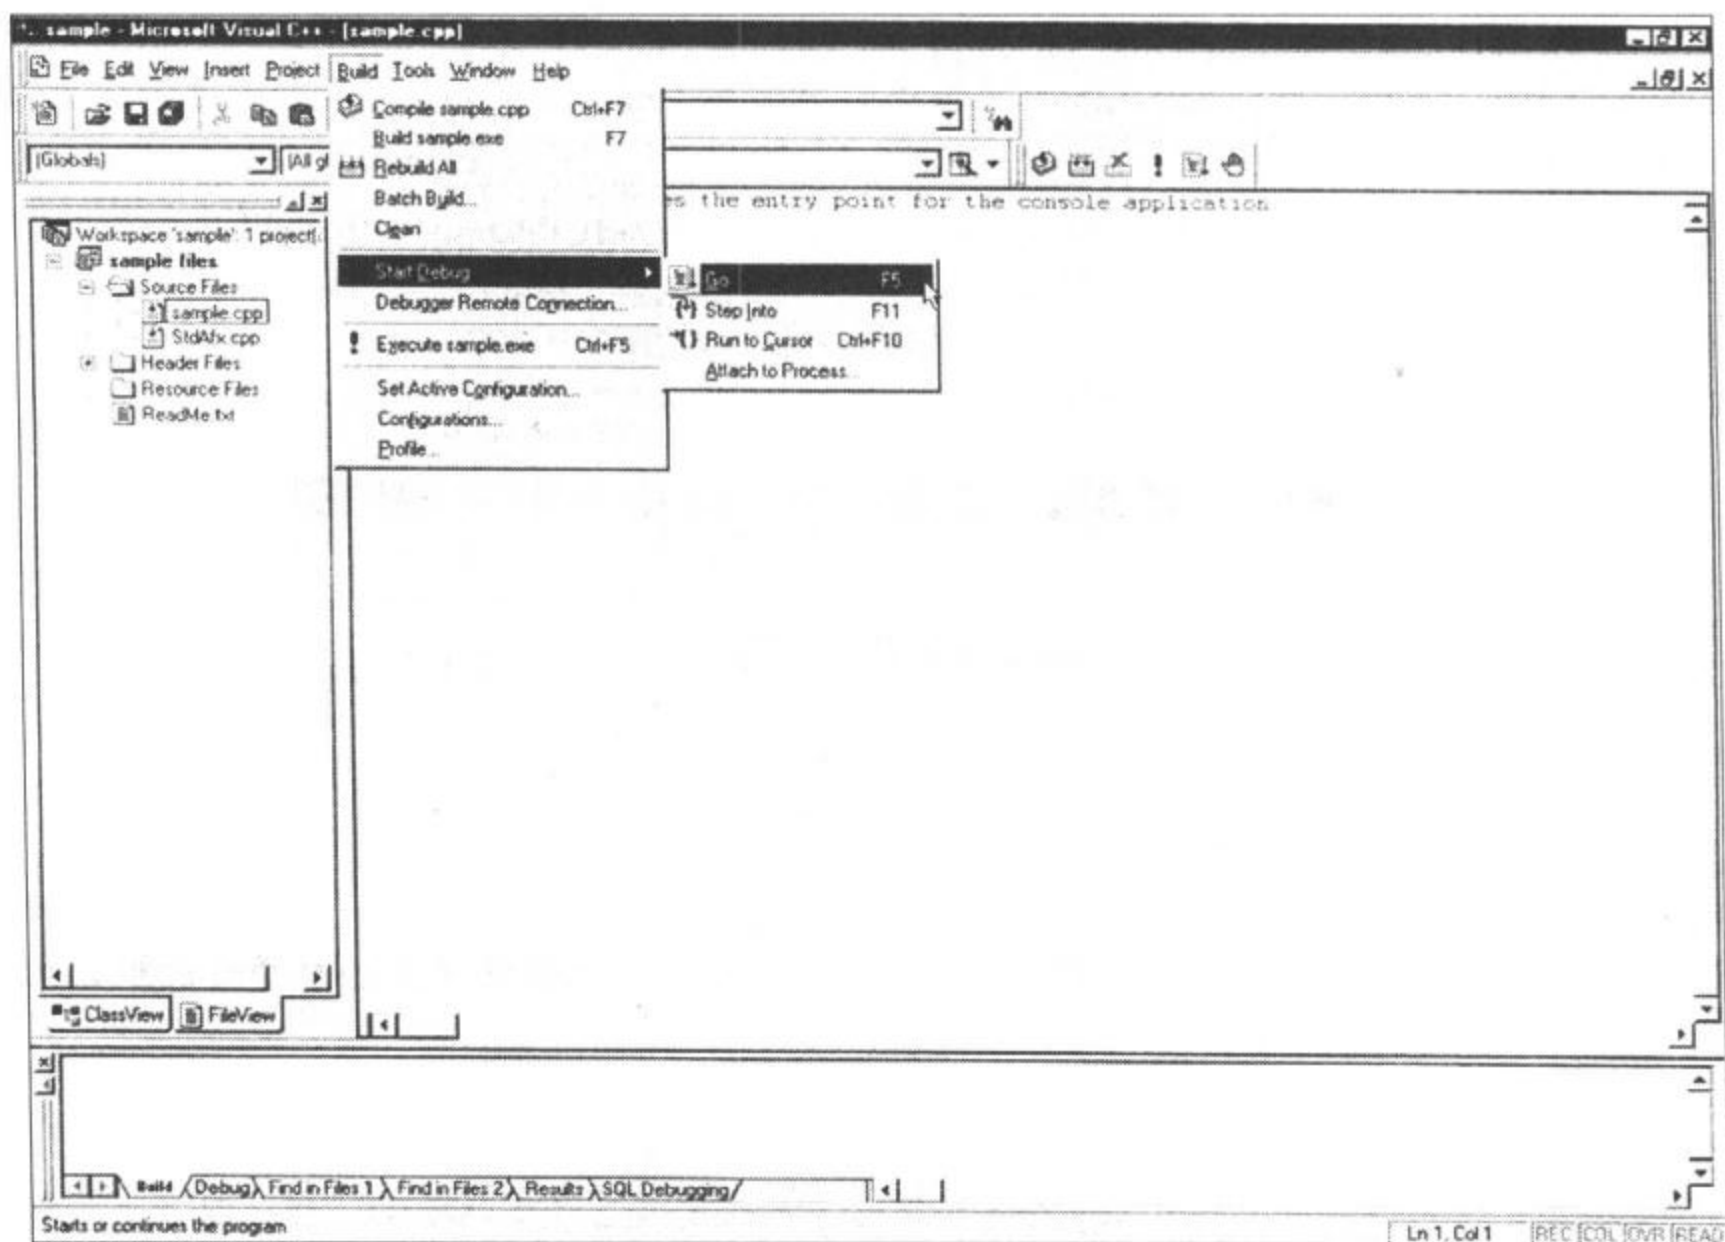 sample - Microsoft Visual C++ - [sample.cpp]
File Edit View Insert Project Build Tools Window Help
Compile sample.cpp Ctrl+F7
Build sample.exe F7
(Globals) [All gl
Rebuild All
Batch Build...
Clean
es the entry point for the console application
Start Debug
Debugger Remote Connection...
Execute sample.exe Ctrl+F5
Set Active Configuration...
Configurations...
Profile...
Go F5
Step Into F11
Run to Cursor Ctrl+F10
Attach to Process...
Workspace 'sample': 1 project(
sample files
Source Files
sample.cpp
StdAfx.cpp
Header Files
Resource Files
ReadMe.txt
ClassView FileView
Build Debug Find in Files 1 Find in Files 2 Results SQL Debugging
Starts or continues the program
Ln 1, Col 1 REC COL OVR READ